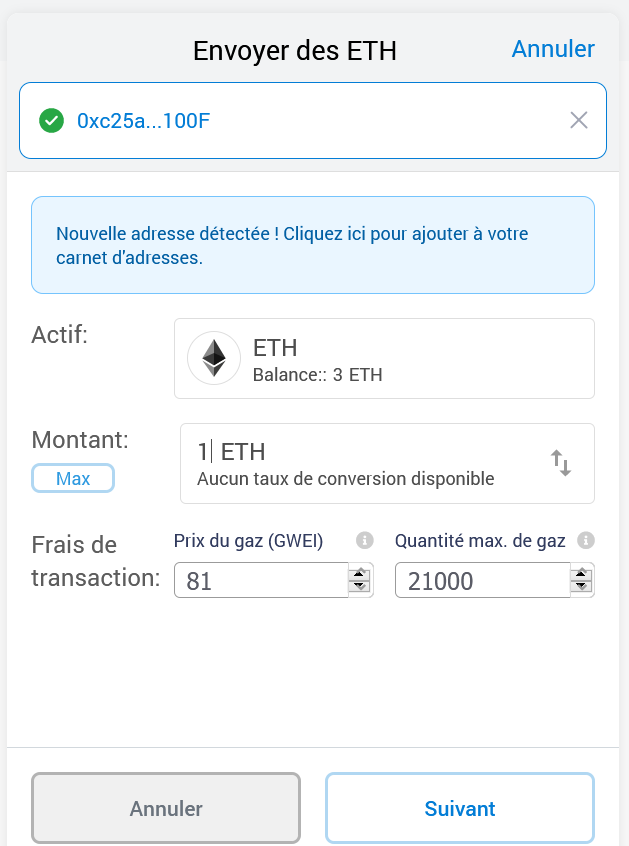 Envoyer des ETH
Annuler
0xc25a...100F
Nouvelle adresse détectée ! Cliquez ici pour ajouter à votre
carnet d'adresses.
Actif:
ETH
Balance:: 3 ETH
Montant:
Max
1 ETH
Aucun taux de conversion disponible
Frais de
transaction:
Prix du gaz (GWEI)
81
Quantité max. de gaz
21000
Annuler
Suivant